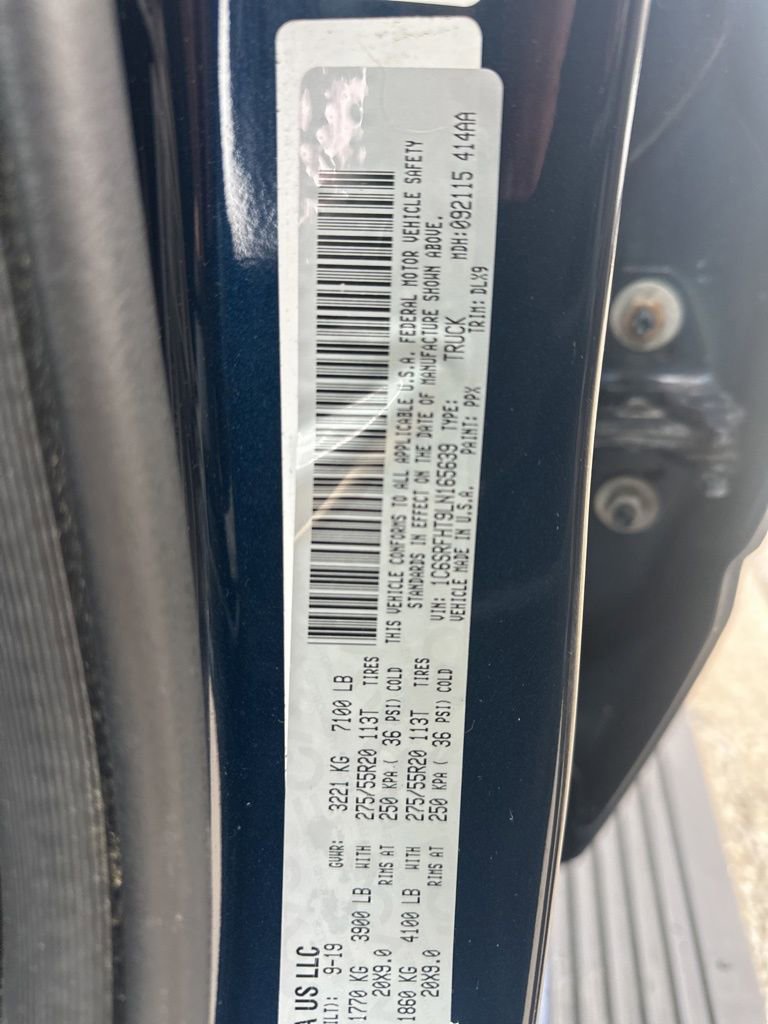 A US LLC
ILT): 9-19 GVWR: 3221 KG 7100 LB
1770 KG 3900 LB WITH 275/55R20 113T TIRES
20X9.0 RIMS AT 250 KPA ( 36 PSI) COLD
1860 KG 4100 LB WITH 275/55R20 113T TIRES
20X9.0 RIMS AT 250 KPA ( 36 PSI) COLD
THIS VEHICLE CONFORMS TO ALL APPLICABLE U.S.A. FEDERAL MOTOR VEHICLE SAFETY
STANDARDS IN EFFECT ON THE DATE OF MANUFACTURE SHOWN ABOVE.
VIN: 1C6SRFHT9LN165639 TYPE: TRUCK MDH:092115 414AA
VEHICLE MADE IN U.S.A. PAINT: PPX TRIM: DLX9